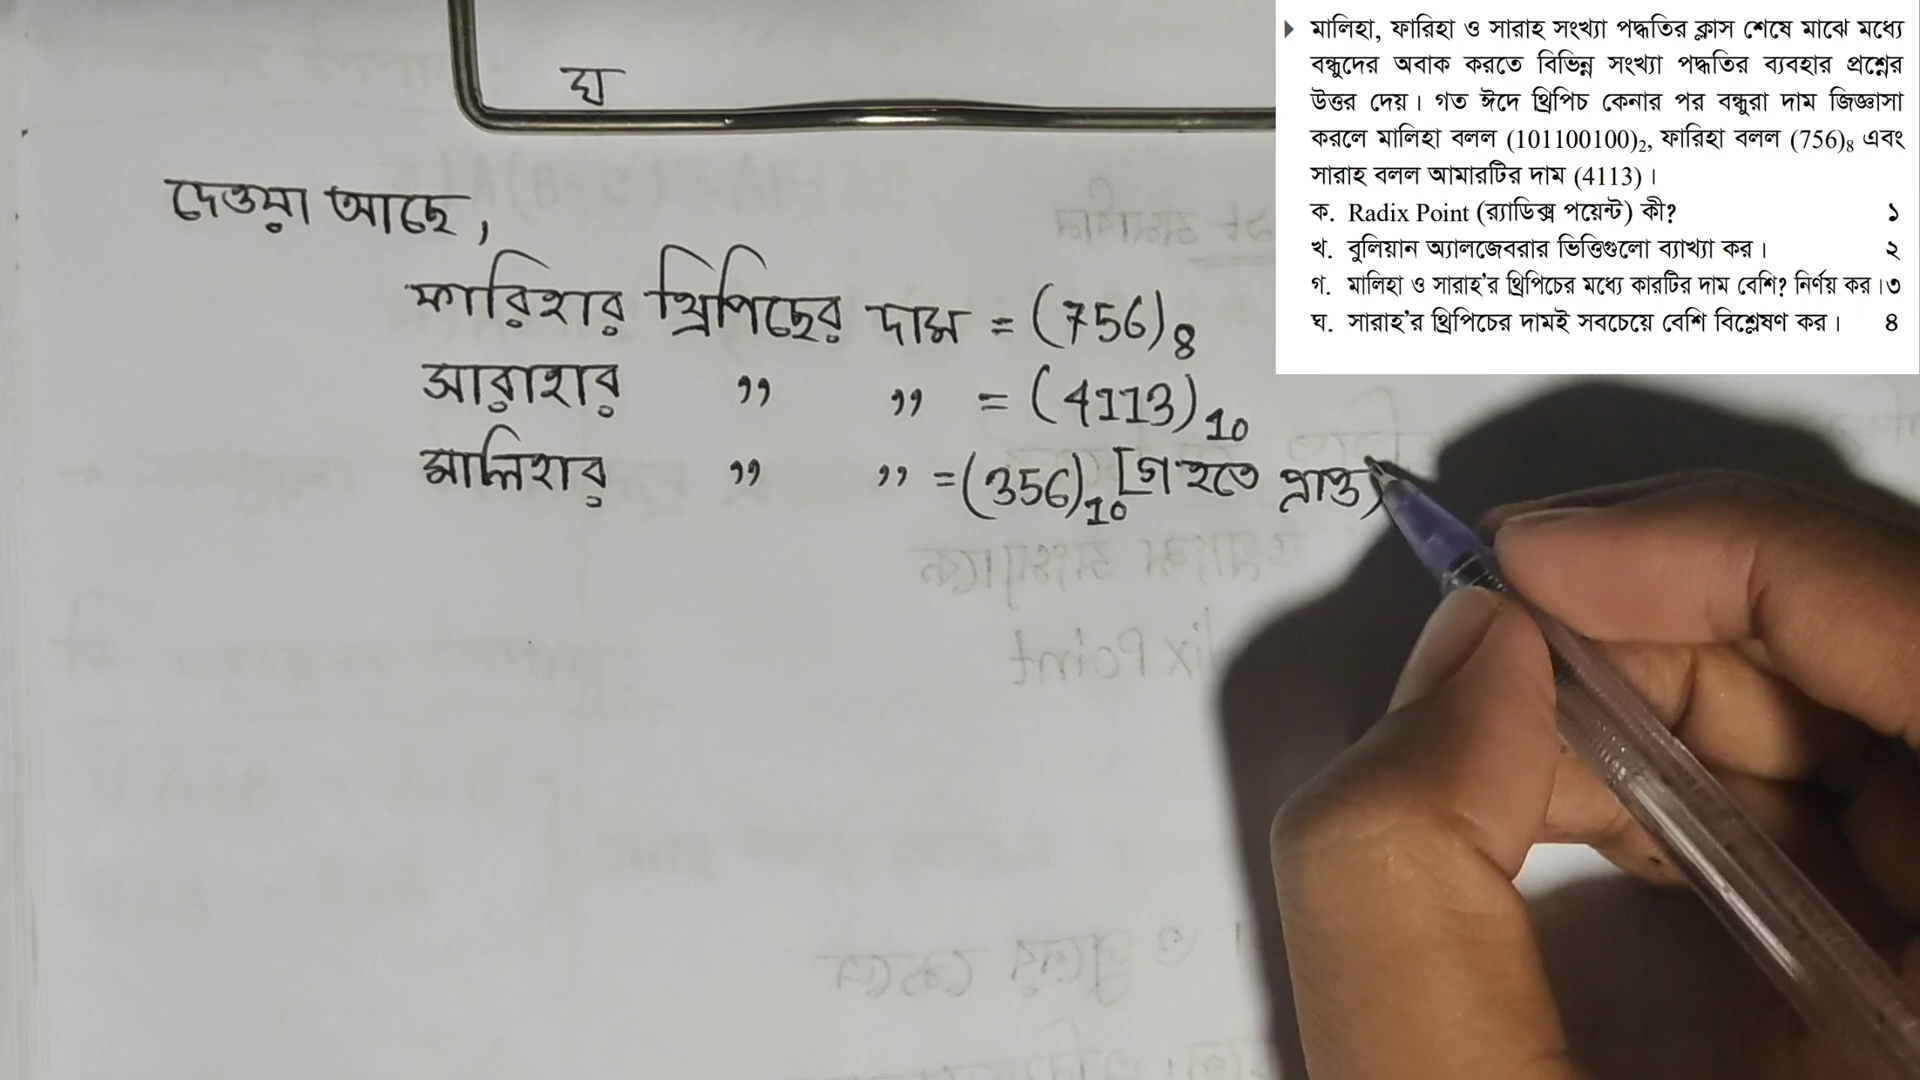 ঘ
দেওয়া আছে,
ফারিহার থ্রিপিছের দাম = (756)₈
সারাহার ,, ,, = (4113)₁₀
মালিহার ,, ,, = (356)₁₀ [গ হতে প্রাপ্ত]
▸ মালিহা, ফারিহা ও সারাহ সংখ্যা পদ্ধতির ক্লাস শেষে মাঝে মধ্যে
বন্ধুদের অবাক করতে বিভিন্ন সংখ্যা পদ্ধতির ব্যবহার প্রশ্নের
উত্তর দেয়। গত ঈদে থ্রিপিচ কেনার পর বন্ধুরা দাম জিজ্ঞাসা
করলে মালিহা বলল (101100100)₂, ফারিহা বলল (756)₈ এবং
সারাহ বলল আমারটির দাম (4113)।
ক. Radix Point (র‍্যাডিক্স পয়েন্ট) কী? ১
খ. বুলিয়ান অ্যালজেবরার ভিত্তিগুলো ব্যাখ্যা কর। ২
গ. মালিহা ও সারাহ’র থ্রিপিচের মধ্যে কারটির দাম বেশি? নির্ণয় কর।৩
ঘ. সারাহ’র থ্রিপিচের দামই সবচেয়ে বেশি বিশ্লেষণ কর। ৪